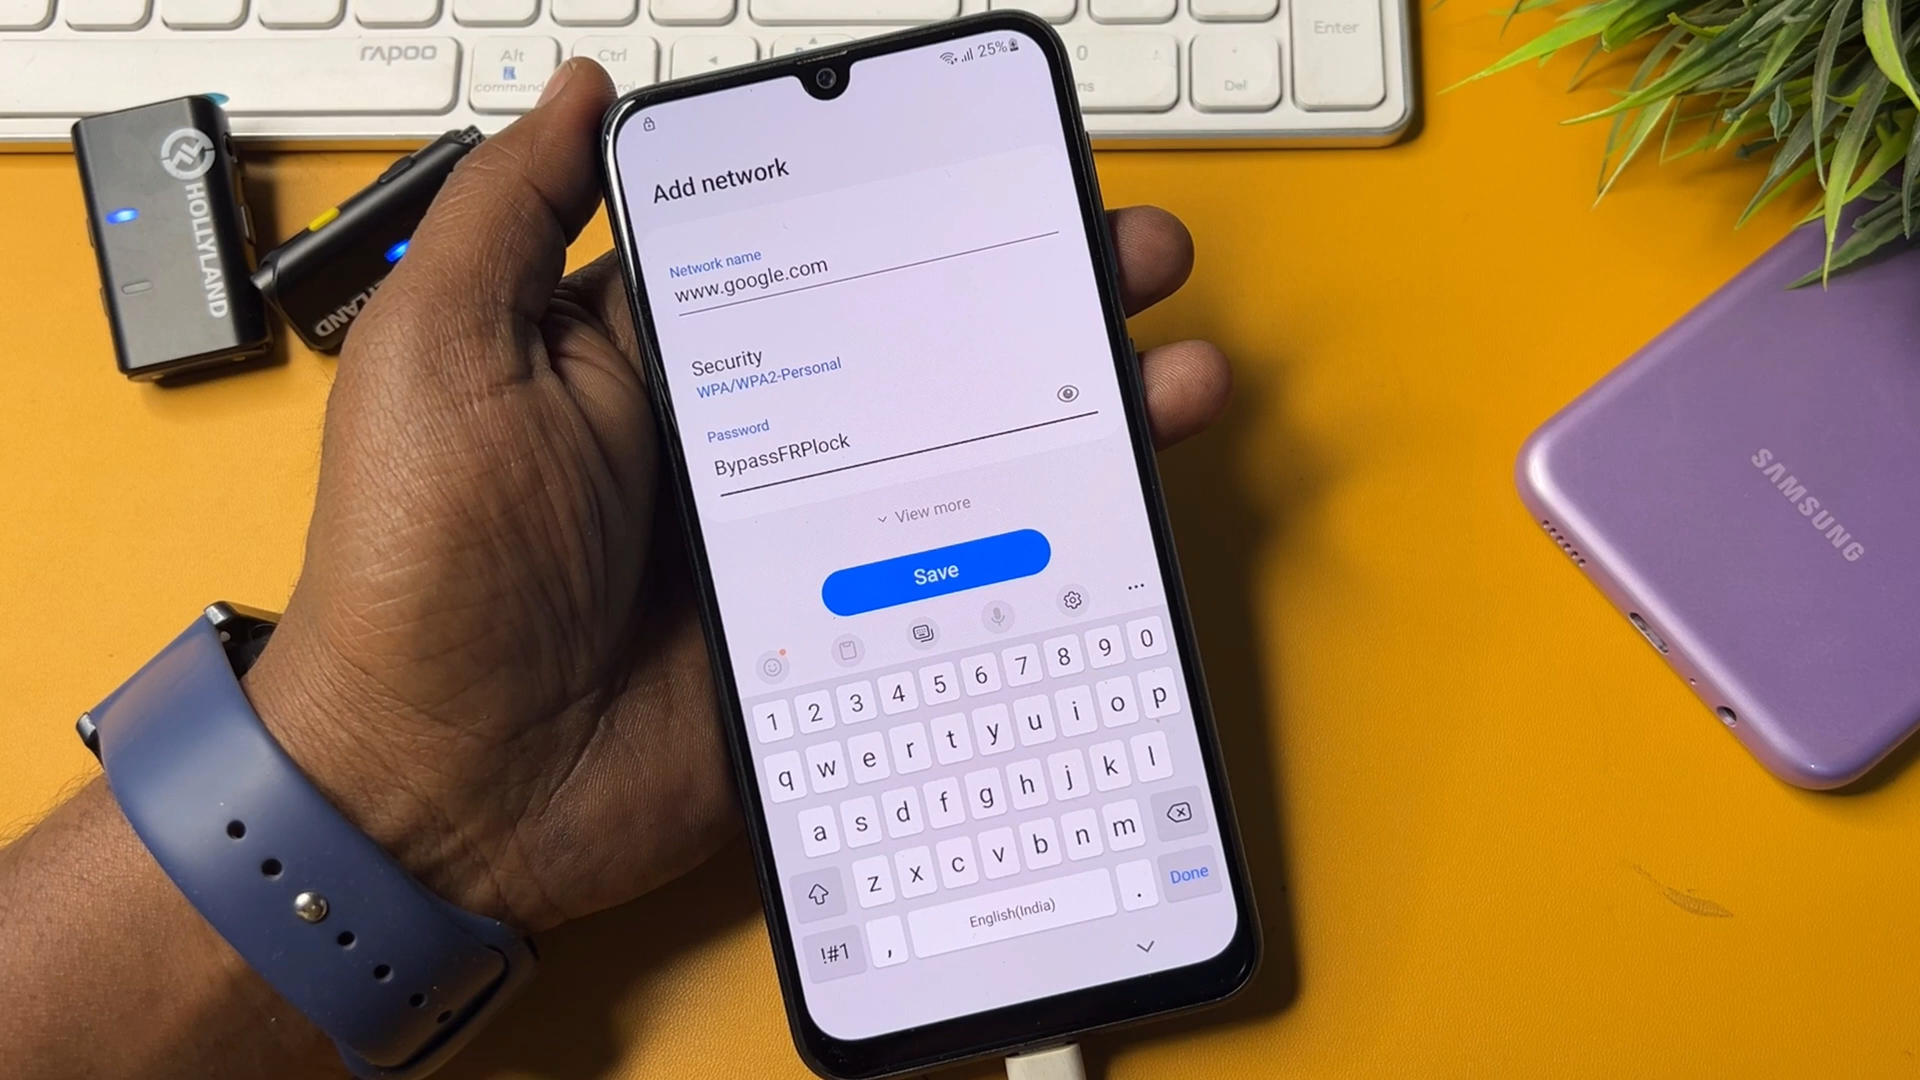 rapoo
Alt
command
Ctrl
0
Del
Enter
HOLLYLAND
25%
Add network
Network name
www.google.com
Security
WPA/WPA2-Personal
Password
BypassFRPlock
View more
Save
1 2 3 4 5 6 7 8 9 0
q w e r t y u i o p
a s d f g h j k l
z x c v b n m
!#1 , English(India) . Done
SAMSUNG